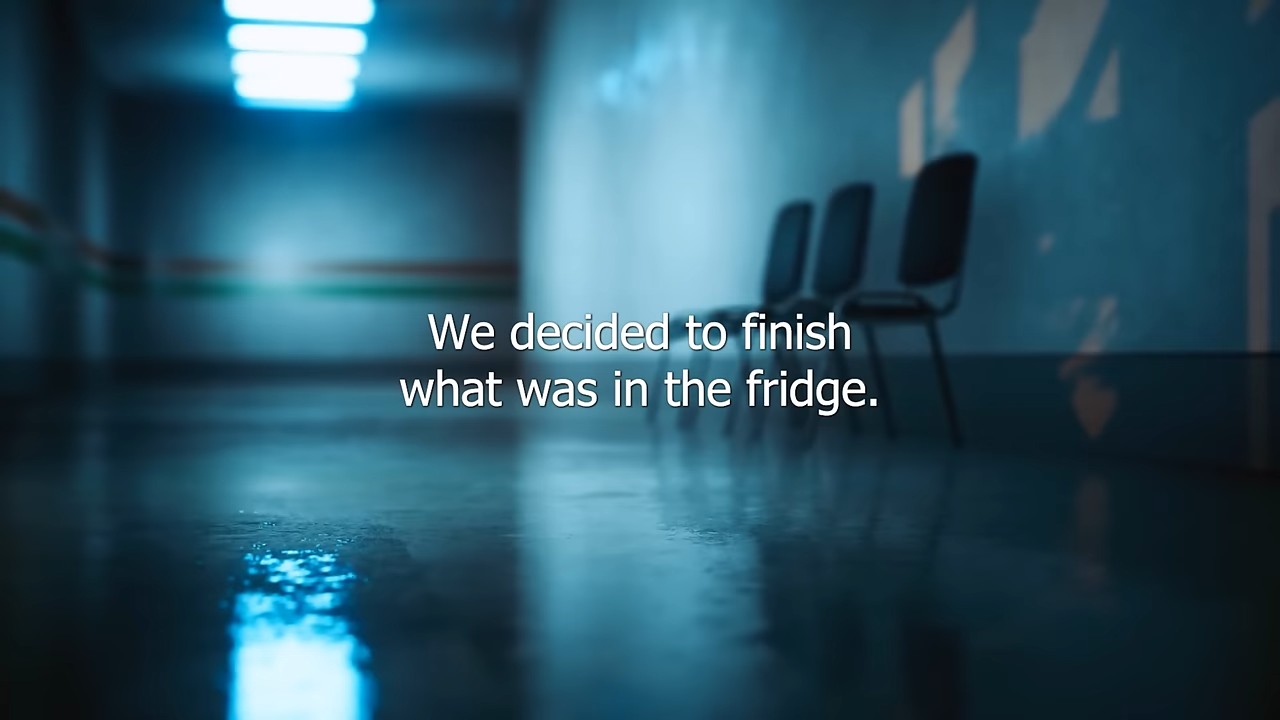 We decided to finish
what was in the fridge.